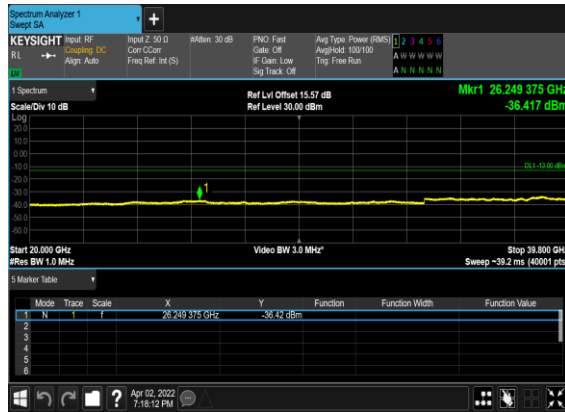 Spectrum Analyzer 1
Swept SA
+
KEYSIGHT Input: RF Input Z: 50 Ω #Atten: 30 dB PNO: Fast Avg Type: Power (RMS) 1 2 3 4 5 6
RL Coupling: DC Corr CCorr Gate: Off Avg|Hold: 100/100 A W W W W W
Align: Auto Freq Ref: Int (S) IF Gain: Low Trig: Free Run
Sig Track: Off A N N N N N
1 Spectrum Ref Lvl Offset 15.57 dB Mkr1 26.249 375 GHz
Scale/Div 10 dB Ref Level 30.00 dBm -36.417 dBm
Log
20.0
10.0
0.00
-10.0
DL1 -13.00 dBm
-20.0
-30.0
1
-40.0
-50.0
-60.0
Start 20.000 GHz Video BW 3.0 MHz* Stop 39.800 GHz
#Res BW 1.0 MHz Sweep ~39.2 ms (40001 pts)
5 Marker Table
Mode Trace Scale X Y Function Function Width Function Value
1 N 1 f 26.249 375 GHz -36.42 dBm
2
3
4
5
6
? Apr 02, 2022
7:18:12 PM